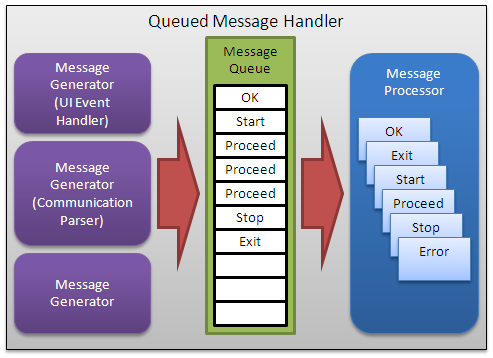 Queued Message Handler
Message
Generator
(UI Event
Handler)
Message
Generator
(Communication
Parser)
Message
Generator
Message
Queue
OK
Start
Proceed
Proceed
Proceed
Stop
Exit
Message
Processor
OK
Exit
Start
Proceed
Stop
Error